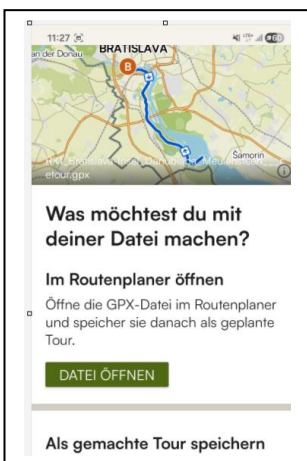 11:27
an der Donau
BRATISLAVA
B
Samorin
etour.gpx
Was möchtest du mit
deiner Datei machen?
Im Routenplaner öffnen
Öffne die GPX-Datei im Routenplaner
und speicher sie danach als geplante
Tour.
DATEI ÖFFNEN
Als gemachte Tour speichern